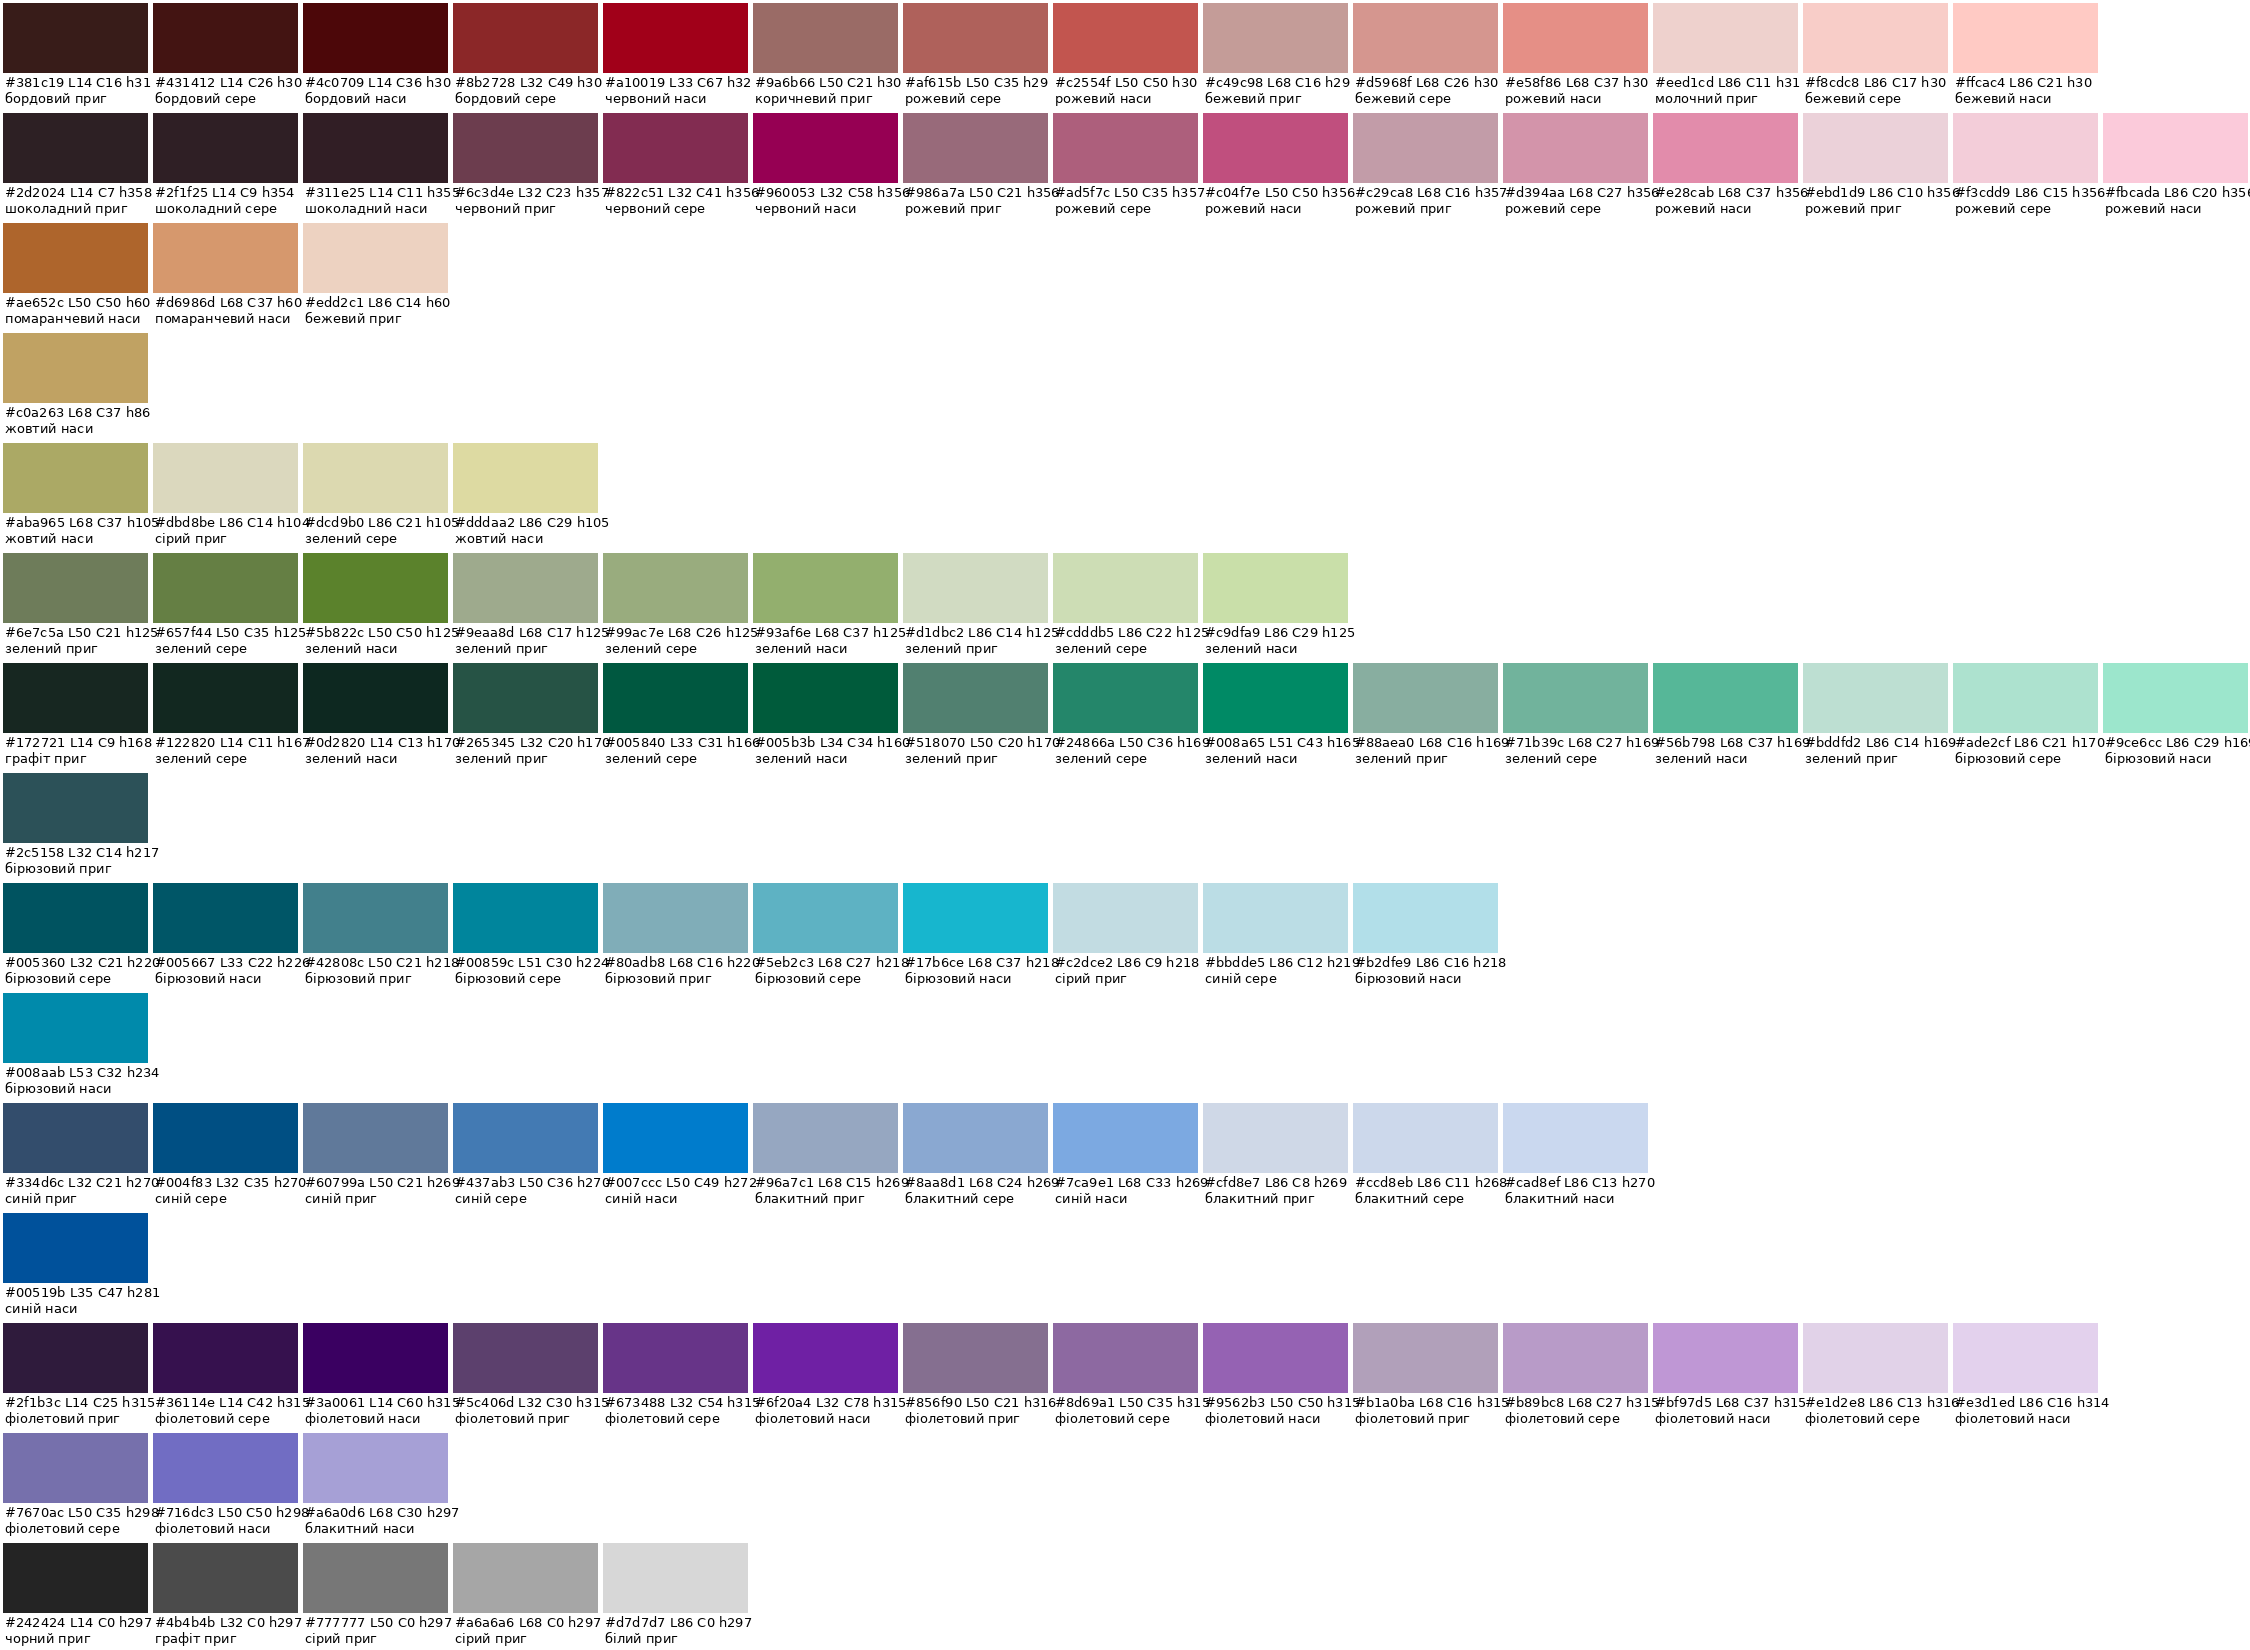 #381c19 L14 C16 h31 #431412 L14 C26 h30 #4c0709 L14 C36 h30 #8b2728 L32 C49 h30 #a10019 L33 C67 h32 #9a6b66 L50 C21 h30 #af615b L50 C35 h29 #c2554f L50 C50 h30 #c49c98 L68 C16 h29 #d5968f L68 C26 h30 #e58f86 L68 C37 h30 #eed1cd L86 C11 h31 #f8cdc8 L86 C17 h30 #ffcac4 L86 C21 h30
бордовий приг бордовий сере бордовий наси бордовий сере червоний наси коричневий приг рожевий сере рожевий наси бежевий приг бежевий сере рожевий наси молочний приг бежевий сере бежевий наси
#2d2024 L14 C7 h358 #2f1f25 L14 C9 h354 #311e25 L14 C11 h355 #6c3d4e L32 C23 h357 #822c51 L32 C41 h356 #960053 L32 C58 h356 #986a7a L50 C21 h356 #ad5f7c L50 C35 h357 #c04f7e L50 C50 h356 #c29ca8 L68 C16 h357 #d394aa L68 C27 h356 #e28cab L68 C37 h356 #ebd1d9 L86 C10 h356 #f3cdd9 L86 C15 h356 #fbcada L86 C20 h356
шоколадний приг шоколадний сере шоколадний наси червоний приг червоний сере червоний наси рожевий приг рожевий сере рожевий наси рожевий приг рожевий сере рожевий наси рожевий приг рожевий сере рожевий наси
#ae652c L50 C50 h60 #d6986d L68 C37 h60 #edd2c1 L86 C14 h60
помаранчевий наси помаранчевий наси бежевий приг
#c0a263 L68 C37 h86
жовтий наси
#aba965 L68 C37 h105 #dbd8be L86 C14 h104 #dcd9b0 L86 C21 h105 #dddaa2 L86 C29 h105
жовтий наси сірий приг зелений сере жовтий наси
#6e7c5a L50 C21 h125 #657f44 L50 C35 h125 #5b822c L50 C50 h125 #9eaa8d L68 C17 h125 #99ac7e L68 C26 h125 #93af6e L68 C37 h125 #d1dbc2 L86 C14 h125 #cdddb5 L86 C22 h125 #c9dfa9 L86 C29 h125
зелений приг зелений сере зелений наси зелений приг зелений сере зелений наси зелений приг зелений сере зелений наси
#172721 L14 C9 h168 #122820 L14 C11 h167 #0d2820 L14 C13 h170 #265345 L32 C20 h170 #005840 L33 C31 h166 #005b3b L34 C34 h160 #518070 L50 C20 h170 #24866a L50 C36 h169 #008a65 L51 C43 h165 #88aea0 L68 C16 h169 #71b39c L68 C27 h169 #56b798 L68 C37 h169 #bddfd2 L86 C14 h169 #ade2cf L86 C21 h170 #9ce6cc L86 C29 h169
графіт приг зелений сере зелений наси зелений приг зелений сере зелений наси зелений приг зелений сере зелений наси зелений приг зелений сере зелений наси зелений приг бірюзовий сере бірюзовий наси
#2c5158 L32 C14 h217
бірюзовий приг
#005360 L32 C21 h220 #005667 L33 C22 h226 #42808c L50 C21 h218 #00859c L51 C30 h224 #80adb8 L68 C16 h220 #5eb2c3 L68 C27 h218 #17b6ce L68 C37 h218 #c2dce2 L86 C9 h218 #bbdde5 L86 C12 h219 #b2dfe9 L86 C16 h218
бірюзовий сере бірюзовий наси бірюзовий приг бірюзовий сере бірюзовий приг бірюзовий сере бірюзовий наси сірий приг синій сере бірюзовий наси
#008aab L53 C32 h234
бірюзовий наси
#334d6c L32 C21 h270 #004f83 L32 C35 h270 #60799a L50 C21 h269 #437ab3 L50 C36 h270 #007ccc L50 C49 h272 #96a7c1 L68 C15 h269 #8aa8d1 L68 C24 h269 #7ca9e1 L68 C33 h269 #cfd8e7 L86 C8 h269 #ccd8eb L86 C11 h268 #cad8ef L86 C13 h270
синій приг синій сере синій приг синій сере синій наси блакитний приг блакитний сере синій наси блакитний приг блакитний сере блакитний наси
#00519b L35 C47 h281
синій наси
#2f1b3c L14 C25 h315 #36114e L14 C42 h315 #3a0061 L14 C60 h315 #5c406d L32 C30 h315 #673488 L32 C54 h315 #6f20a4 L32 C78 h315 #856f90 L50 C21 h316 #8d69a1 L50 C35 h315 #9562b3 L50 C50 h315 #b1a0ba L68 C16 h315 #b89bc8 L68 C27 h315 #bf97d5 L68 C37 h315 #e1d2e8 L86 C13 h316 #e3d1ed L86 C16 h314
фіолетовий приг фіолетовий сере фіолетовий наси фіолетовий приг фіолетовий сере фіолетовий наси фіолетовий приг фіолетовий сере фіолетовий наси фіолетовий приг фіолетовий сере фіолетовий наси фіолетовий сере фіолетовий наси
#7670ac L50 C35 h298 #716dc3 L50 C50 h298 #a6a0d6 L68 C30 h297
фіолетовий сере фіолетовий наси блакитний наси
#242424 L14 C0 h297 #4b4b4b L32 C0 h297 #777777 L50 C0 h297 #a6a6a6 L68 C0 h297 #d7d7d7 L86 C0 h297
чорний приг графіт приг сірий приг сірий приг білий приг